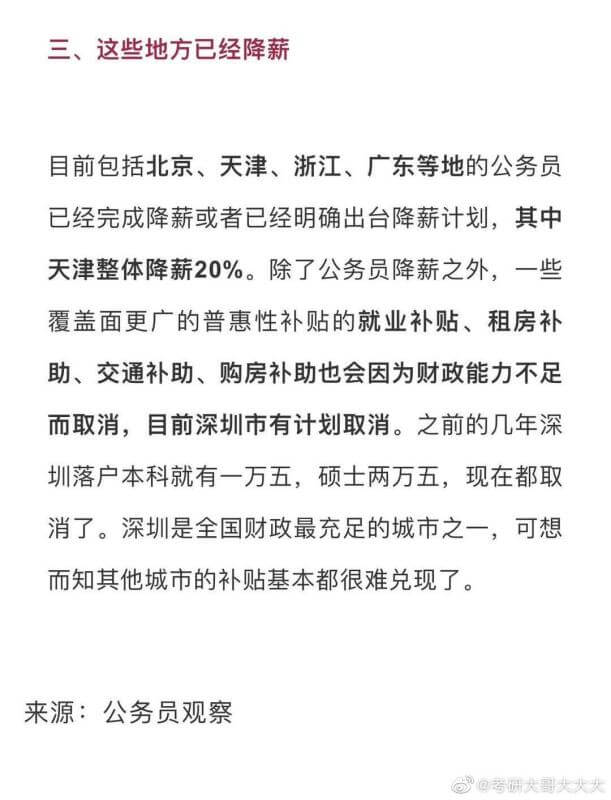 三、这些地方已经降薪
目前包括北京、天津、浙江、广东等地的公务员
已经完成降薪或者已经明确出台降薪计划，其中
天津整体降薪20%。除了公务员降薪之外，一些
覆盖面更广的普惠性补贴的就业补贴、租房补
助、交通补助、购房补助也会因为财政能力不足
而取消，目前深圳市有计划取消。之前的几年深
圳落户本科就有一万五，硕士两万五，现在都取
消了。深圳是全国财政最充足的城市之一，可想
而知其他城市的补贴基本都很难兑现了。
来源：公务员观察
@考研大哥大大大